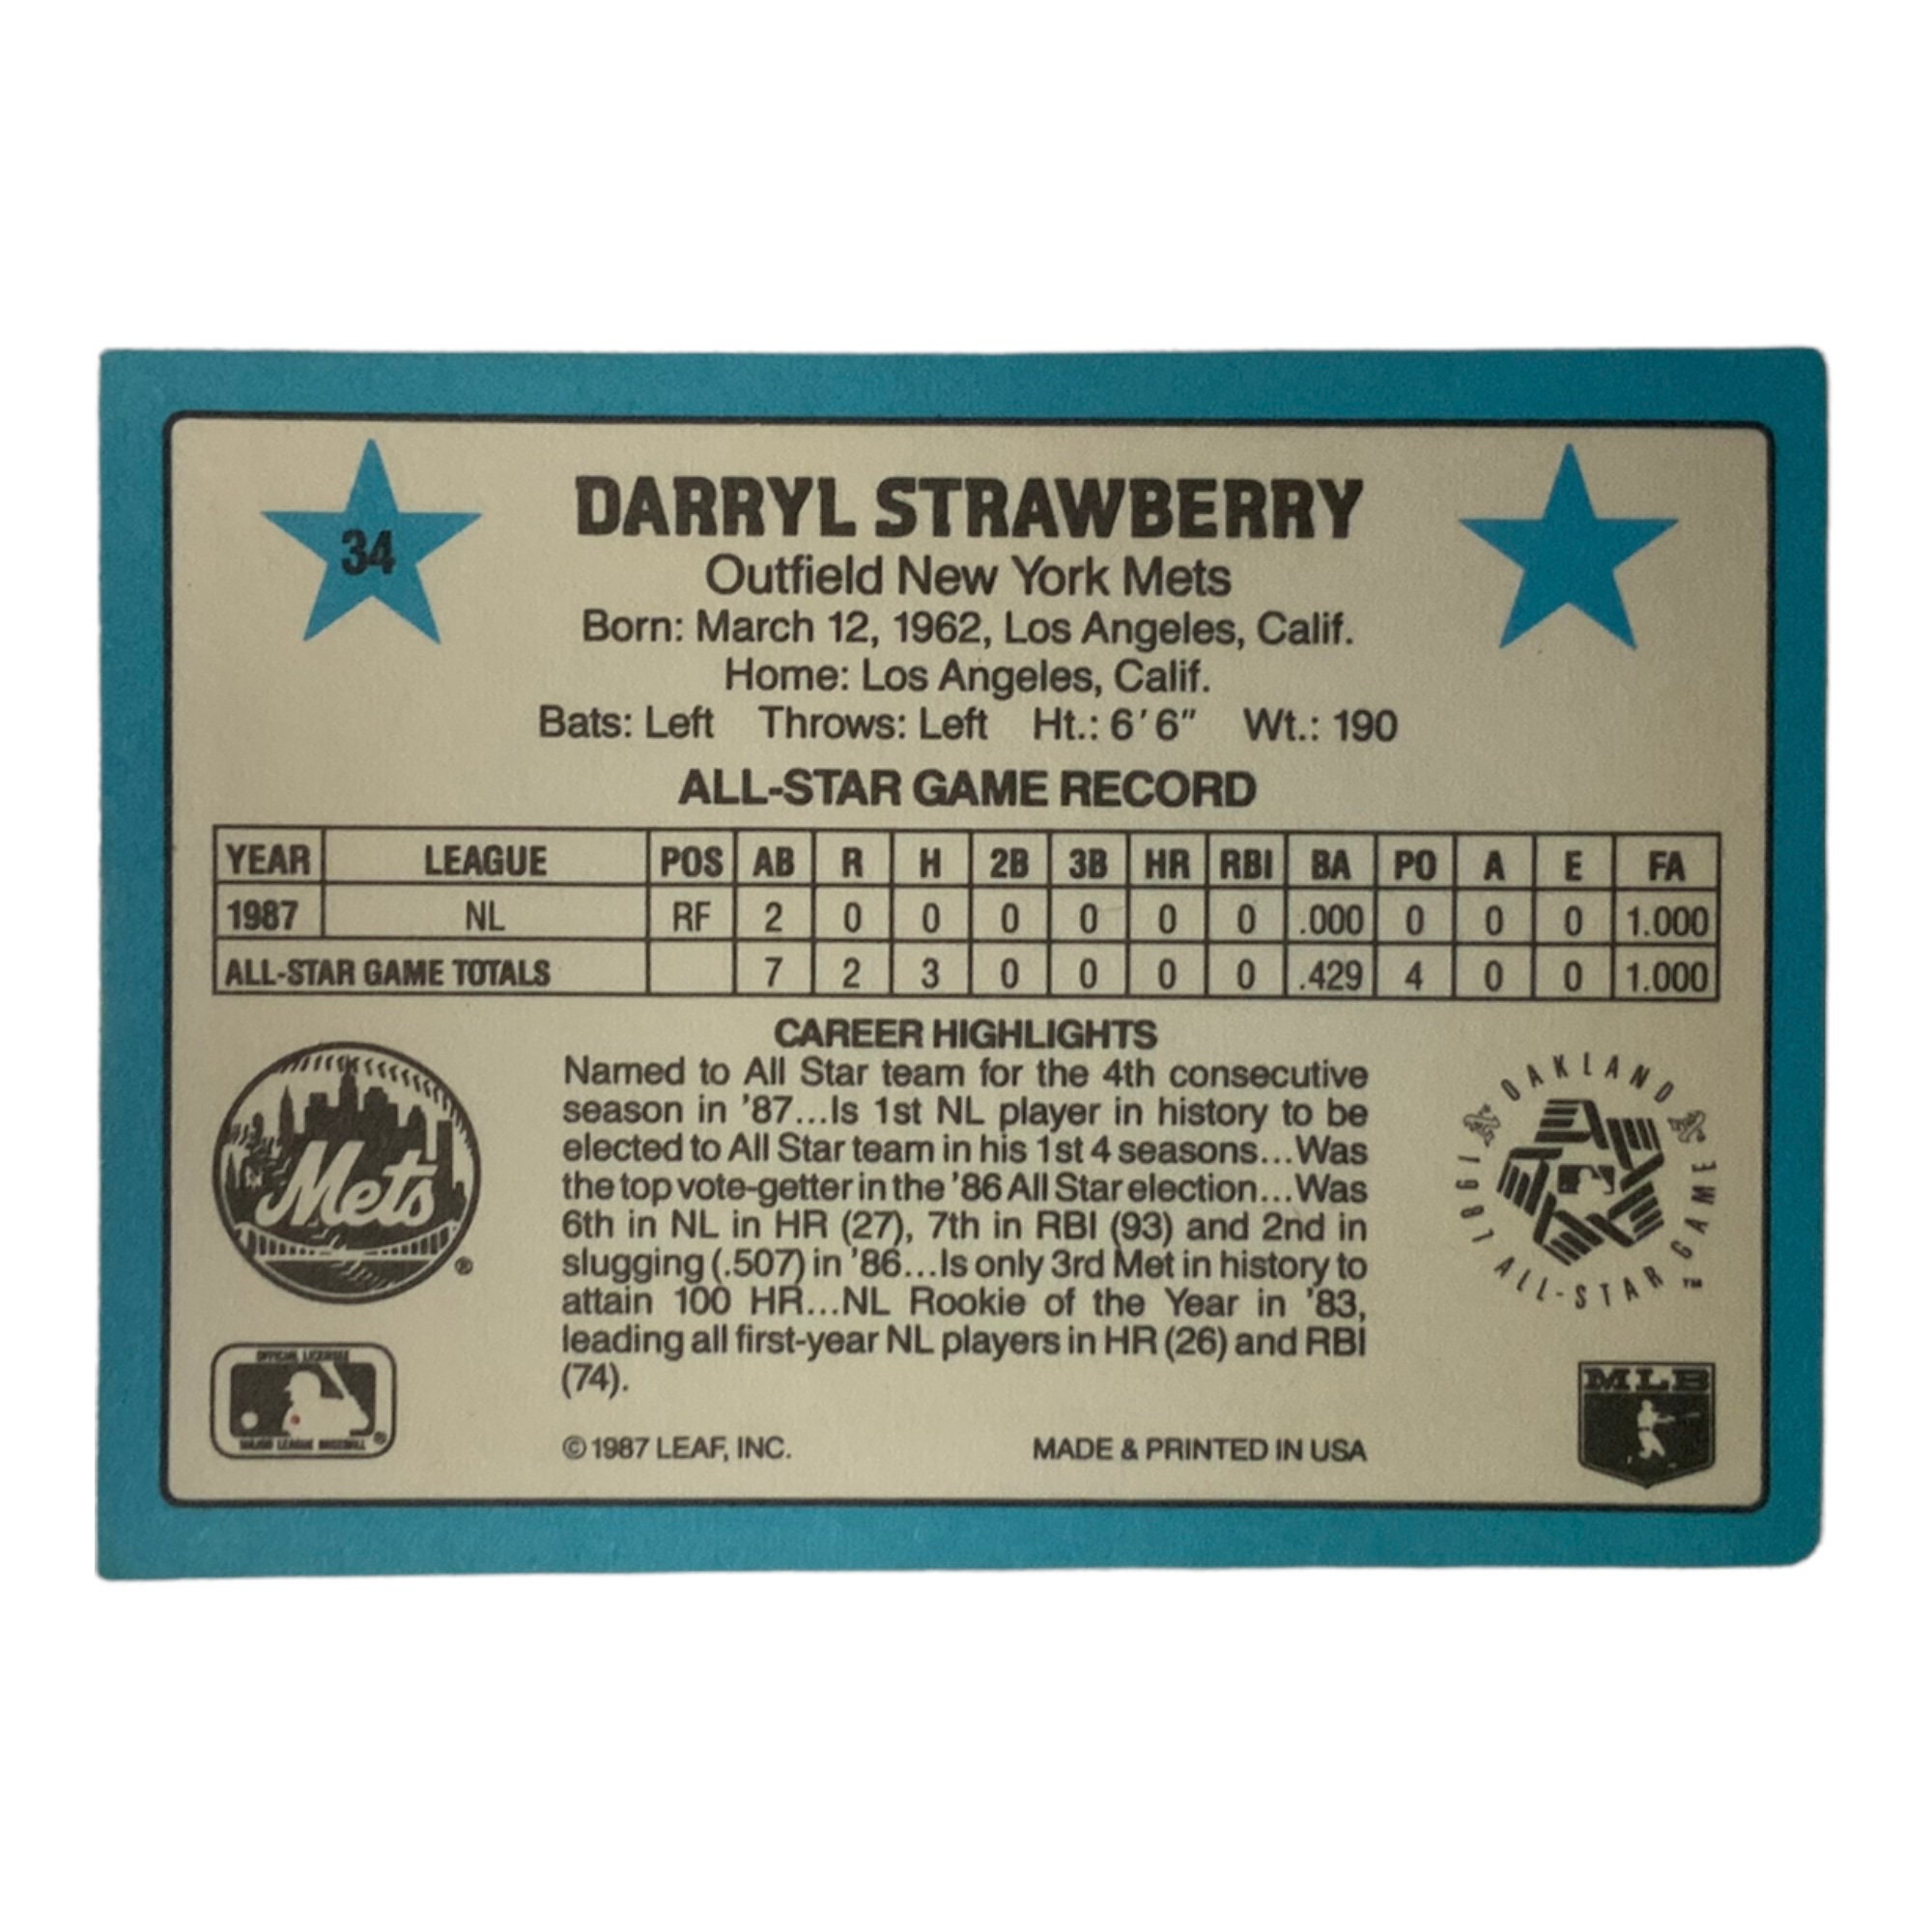 34
DARRYL STRAWBERRY
Outfield New York Mets
Born: March 12, 1962, Los Angeles, Calif.
Home: Los Angeles, Calif.
Bats: Left Throws: Left Ht.: 6'6" Wt.: 190
ALL-STAR GAME RECORD
YEAR LEAGUE POS AB R H 2B 3B HR RBI BA PO A E FA
1987 NL RF 2 0 0 0 0 0 0 .000 0 0 0 1.000
ALL-STAR GAME TOTALS 7 2 3 0 0 0 0 .429 4 0 0 1.000
CAREER HIGHLIGHTS
Named to All Star team for the 4th consecutive
season in '87...Is 1st NL player in history to be
elected to All Star team in his 1st 4 seasons...Was
the top vote-getter in the '86 All Star election...Was
6th in NL in HR (27), 7th in RBI (93) and 2nd in
slugging (.507) in '86...Is only 3rd Met in history to
attain 100 HR...NL Rookie of the Year in '83,
leading all first-year NL players in HR (26) and RBI
(74).
Mets ®
OAKLAND
1987 ALL-STAR GAME ™
OFFICIAL LICENSEE
MAJOR LEAGUE BASEBALL ®
MLB
© 1987 LEAF, INC. MADE & PRINTED IN USA